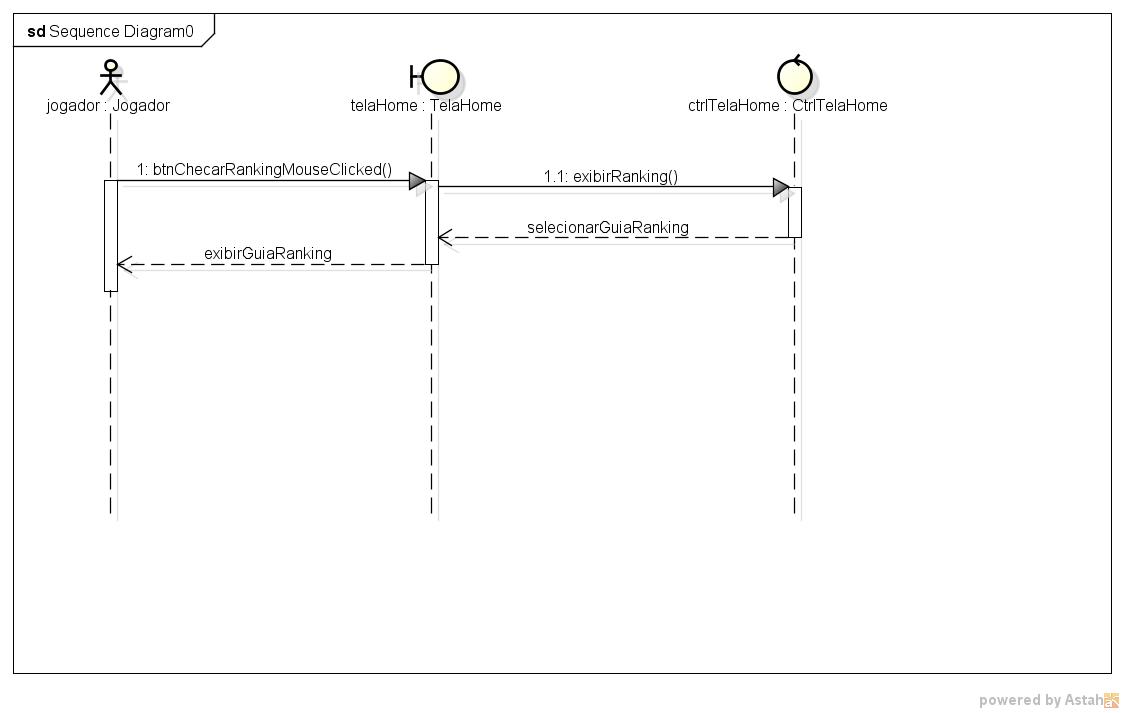 sd Sequence Diagram0
jogador : Jogador
telaHome : TelaHome
ctrlTelaHome : CtrlTelaHome
1: btnChecarRankingMouseClicked()
1.1: exibirRanking()
selecionarGuiaRanking
exibirGuiaRanking
powered by Astah